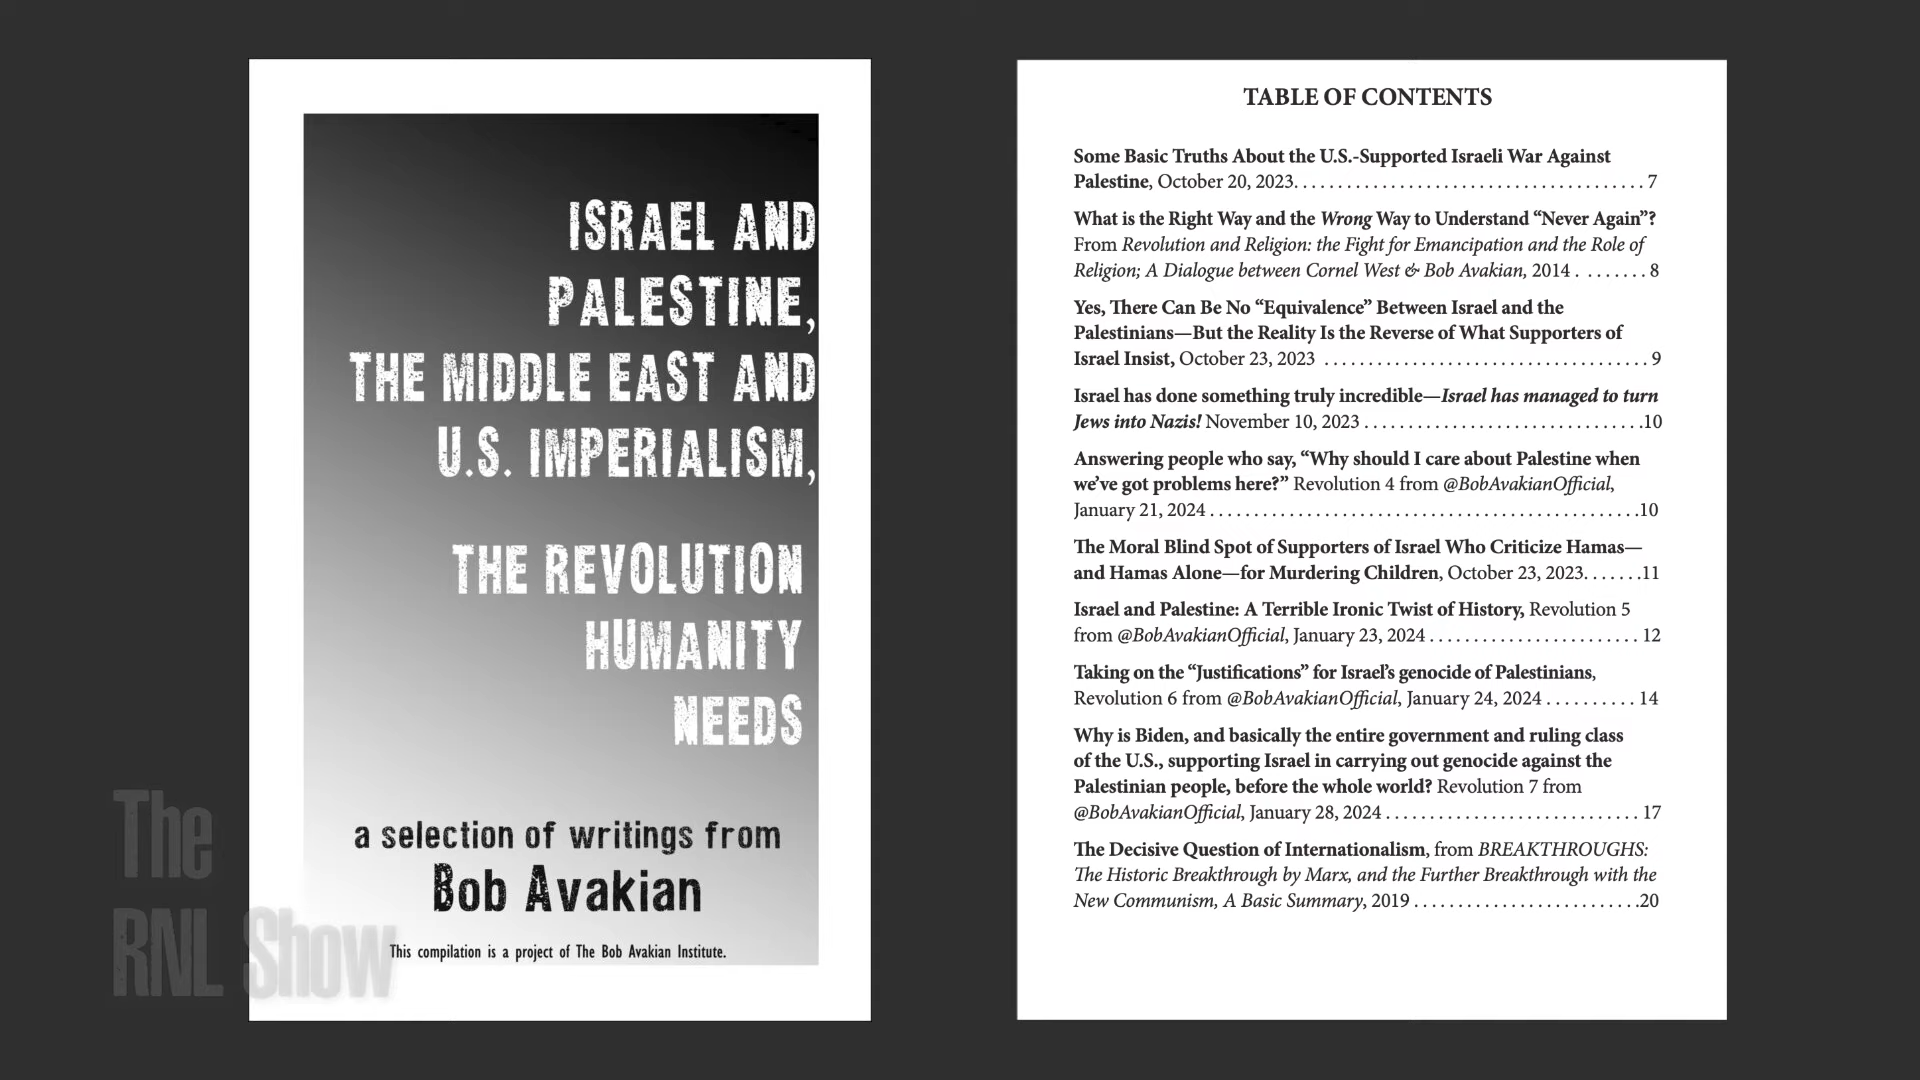 ISRAEL AND
PALESTINE,
THE MIDDLE EAST AND
U.S. IMPERIALISM,
THE REVOLUTION
HUMANITY
NEEDS
a selection of writings from
Bob Avakian
This compilation is a project of The Bob Avakian Institute.
The
RNL Show
TABLE OF CONTENTS
Some Basic Truths About the U.S.-Supported Israeli War Against
Palestine, October 20, 2023. . . . . . . . . . . . . . . . . . . . . . . . . . . . . . . . . . . . . . . . 7
What is the Right Way and the Wrong Way to Understand “Never Again”?
From Revolution and Religion: the Fight for Emancipation and the Role of
Religion; A Dialogue between Cornel West & Bob Avakian, 2014 . . . . . . . . 8
Yes, There Can Be No “Equivalence” Between Israel and the
Palestinians—But the Reality Is the Reverse of What Supporters of
Israel Insist, October 23, 2023 . . . . . . . . . . . . . . . . . . . . . . . . . . . . . . . . . . . . . 9
Israel has done something truly incredible—Israel has managed to turn
Jews into Nazis! November 10, 2023 . . . . . . . . . . . . . . . . . . . . . . . . . . . . . . . .10
Answering people who say, “Why should I care about Palestine when
we’ve got problems here?” Revolution 4 from @BobAvakianOfficial,
January 21, 2024 . . . . . . . . . . . . . . . . . . . . . . . . . . . . . . . . . . . . . . . . . . . . . . . . .10
The Moral Blind Spot of Supporters of Israel Who Criticize Hamas—
and Hamas Alone—for Murdering Children, October 23, 2023. . . . . . .11
Israel and Palestine: A Terrible Ironic Twist of History, Revolution 5
from @BobAvakianOfficial, January 23, 2024 . . . . . . . . . . . . . . . . . . . . . . . . 12
Taking on the “Justifications” for Israel’s genocide of Palestinians,
Revolution 6 from @BobAvakianOfficial, January 24, 2024 . . . . . . . . . . 14
Why is Biden, and basically the entire government and ruling class
of the U.S., supporting Israel in carrying out genocide against the
Palestinian people, before the whole world? Revolution 7 from
@BobAvakianOfficial, January 28, 2024 . . . . . . . . . . . . . . . . . . . . . . . . . . . . . 17
The Decisive Question of Internationalism, from BREAKTHROUGHS:
The Historic Breakthrough by Marx, and the Further Breakthrough with the
New Communism, A Basic Summary, 2019 . . . . . . . . . . . . . . . . . . . . . . . . . .20